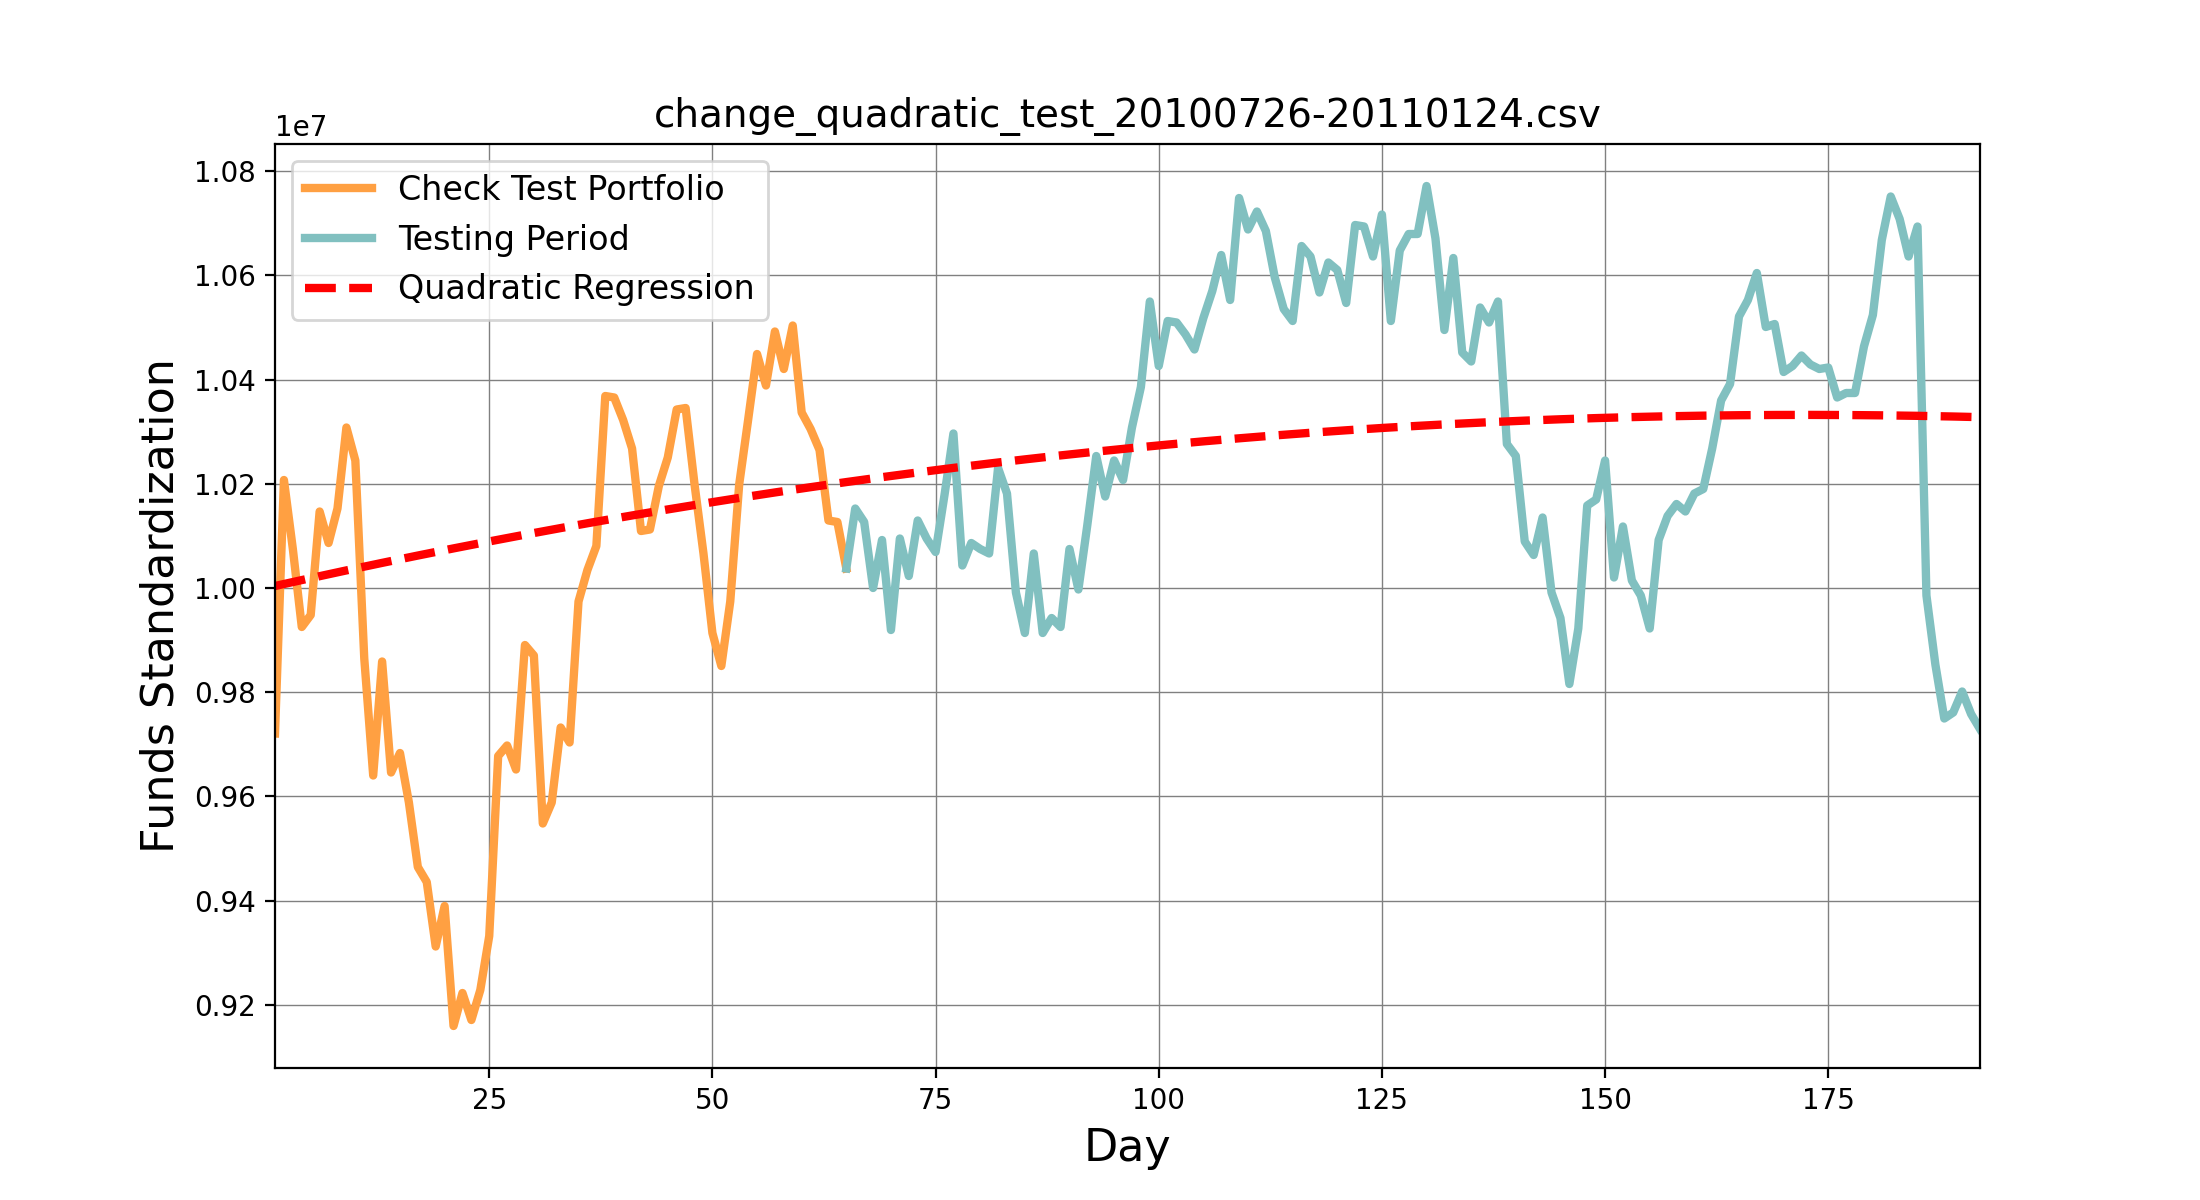 change_quadratic_test_20100726-20110124.csv
1e7
Check Test Portfolio
Testing Period
Quadratic Regression
1.08
1.06
1.04
1.02
1.00
0.98
0.96
0.94
0.92
Funds Standardization
25 50 75 100 125 150 175
Day